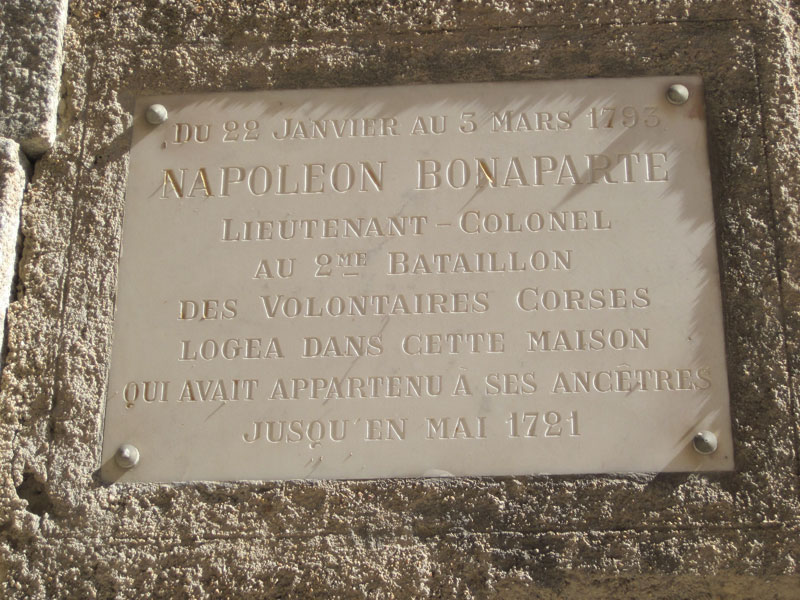 DU 22 JANVIER AU 3 MARS 1793
NAPOLEON BONAPARTE
LIEUTENANT-COLONEL
AU 2ME BATAILLON
DES VOLONTAIRES CORSES
LOGEA DANS CETTE MAISON
QUI AVAIT APPARTENU À SES ANCÊTRES
JUSQU'EN MAI 1721